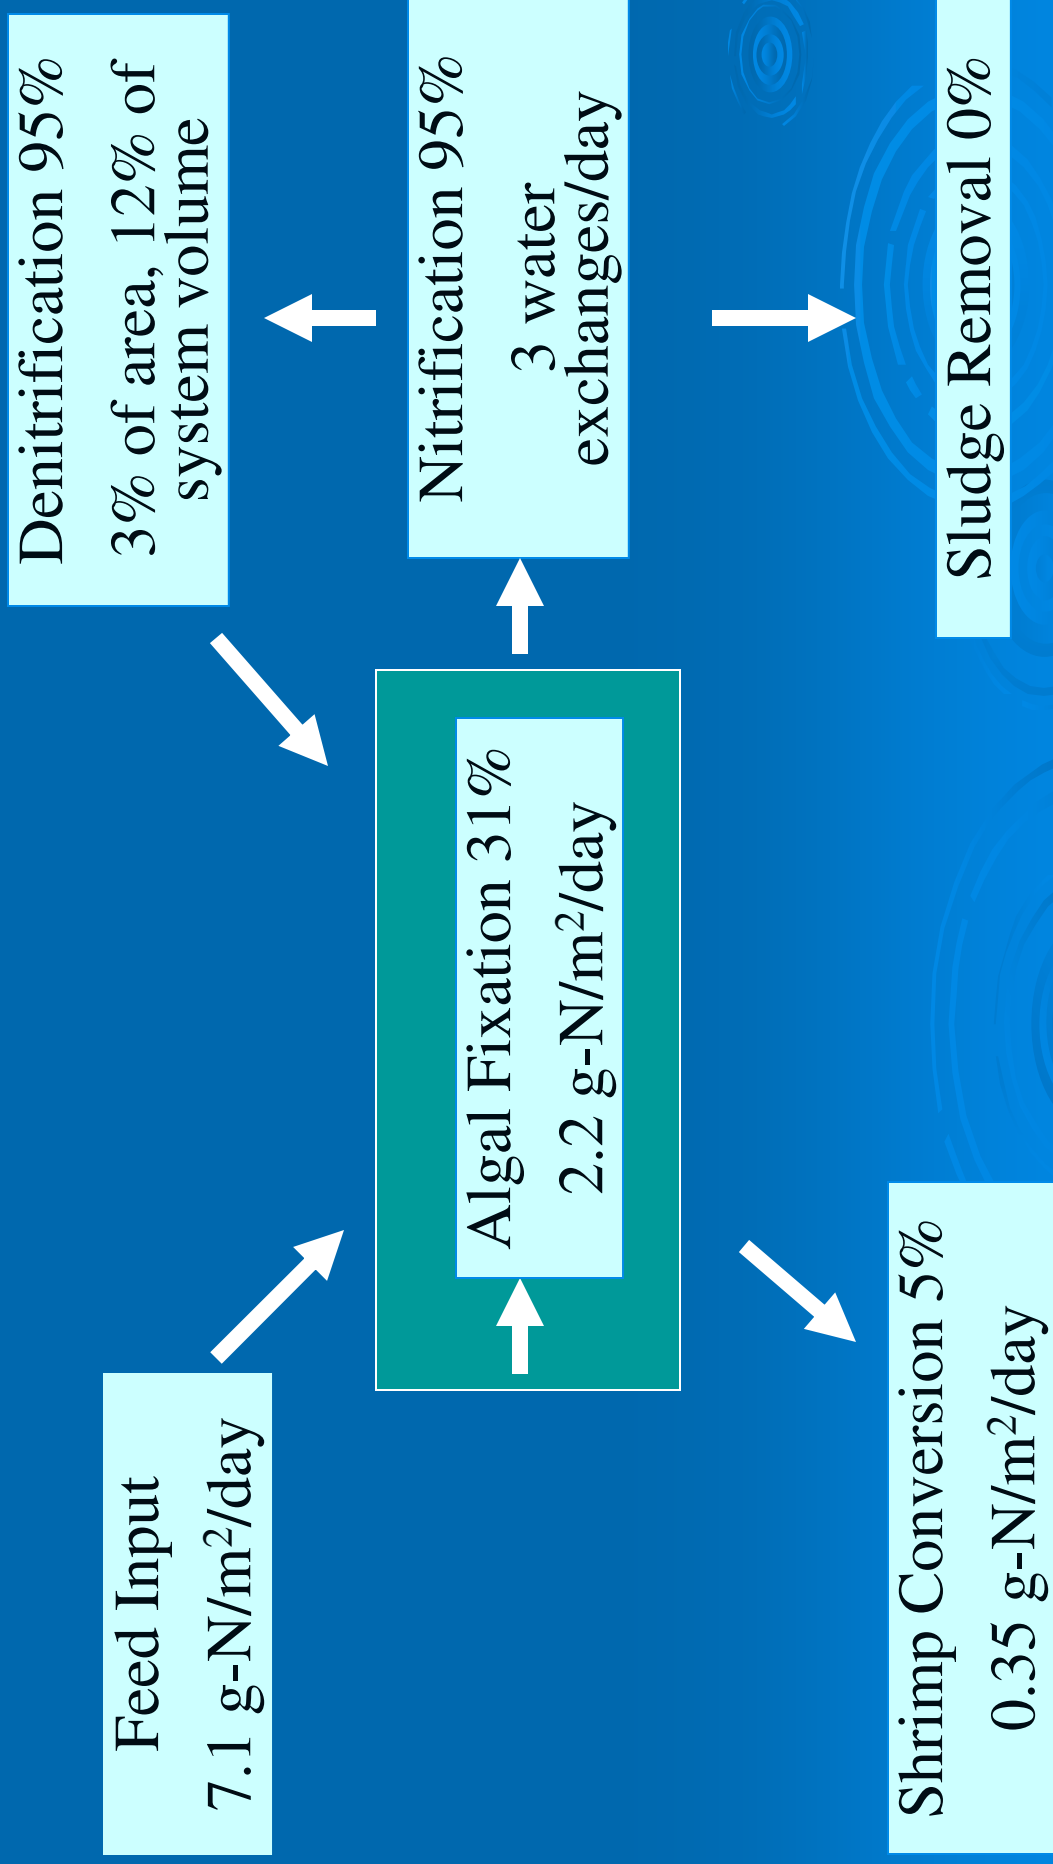 Feed Input
7.1 g-N/m²/day
Denitrification 95%
3% of area, 12% of
system volume
Algal Fixation 31%
2.2 g-N/m²/day
Nitrification 95%
3 water
exchanges/day
Shrimp Conversion 5%
0.35 g-N/m²/day
Sludge Removal 0%